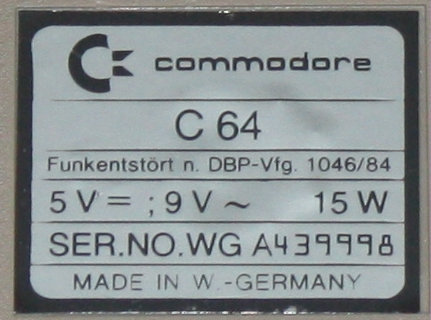 commodore
C 64
Funkentstört n. DBP-Vfg. 1046/84
5 V = ; 9 V ~ 15 W
SER.NO.WG A439998
MADE IN W.-GERMANY